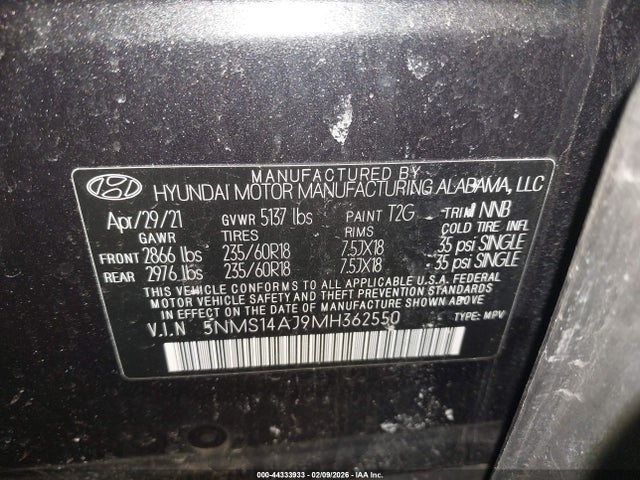 MANUFACTURED BY
HYUNDAI MOTOR MANUFACTURING ALABAMA, LLC
Apr/29/21 GVWR 5137 lbs PAINT T2G TRIM NNB
GAWR TIRES RIMS COLD TIRE INFL
FRONT 2866 lbs 235/60R18 7.5JX18 35 psi SINGLE
REAR 2976 lbs 235/60R18 7.5JX18 35 psi SINGLE
THIS VEHICLE CONFORMS TO ALL APPLICABLE U.S.A. FEDERAL
MOTOR VEHICLE SAFETY AND BUMPER STANDARDS
IN EFFECT ON THE DATE OF MANUFACTURE SHOWN ABOVE.
V.I.N 5NMS14AJ9MH362550 TYPE: MPV
000-44333933 - 02/09/2026 - © IAA Inc.